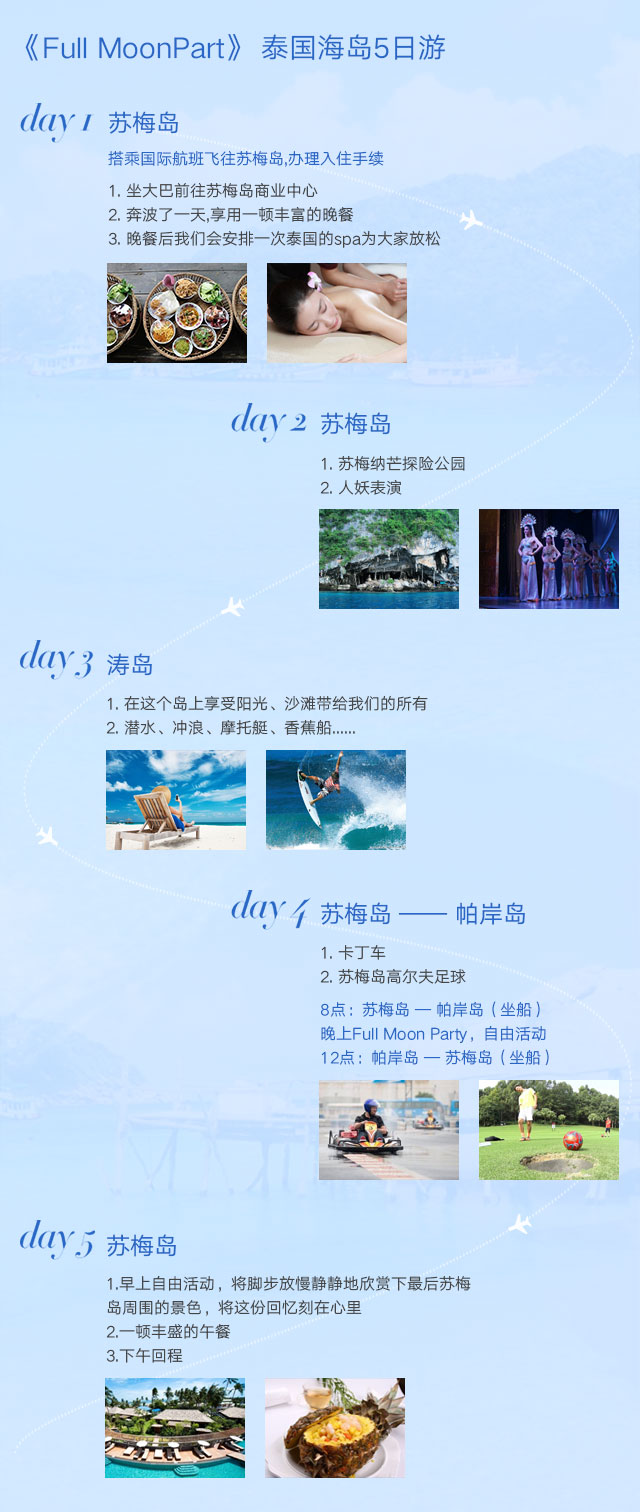 《Full MoonPart》 泰国海岛5日游
day 1 苏梅岛
搭乘国际航班飞往苏梅岛,办理入住手续
1. 坐大巴前往苏梅岛商业中心
2. 奔波了一天,享用一顿丰富的晚餐
3. 晚餐后我们会安排一次泰国的spa为大家放松
day 2 苏梅岛
1. 苏梅纳芒探险公园
2. 人妖表演
day 3 涛岛
1. 在这个岛上享受阳光、沙滩带给我们的所有
2. 潜水、冲浪、摩托艇、香蕉船......
day 4 苏梅岛 —— 帕岸岛
1. 卡丁车
2. 苏梅岛高尔夫足球
8点：苏梅岛 — 帕岸岛（坐船）
晚上Full Moon Party，自由活动
12点：帕岸岛 — 苏梅岛（坐船）
day 5 苏梅岛
1.早上自由活动，将脚步放慢静静地欣赏下最后苏梅
岛周围的景色，将这份回忆刻在心里
2.一顿丰盛的午餐
3.下午回程